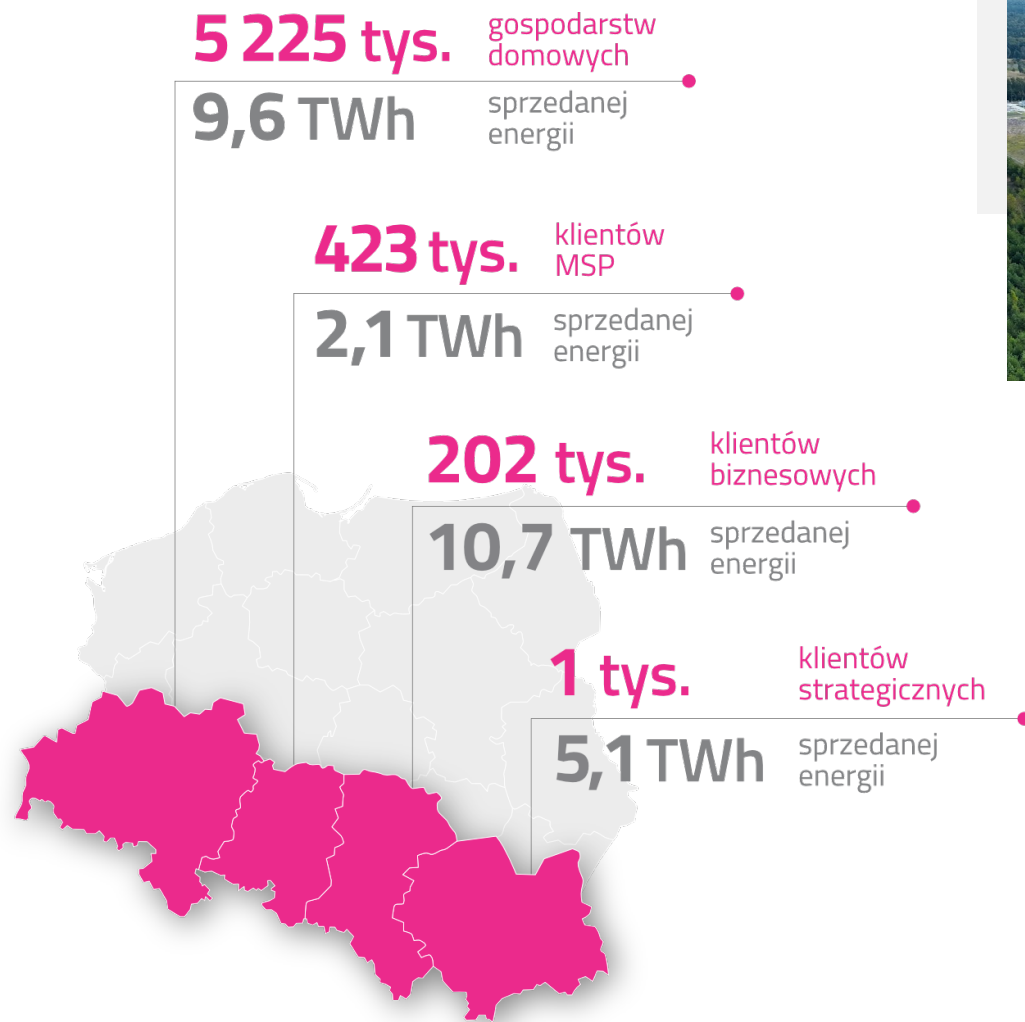 5 225 tys. gospodarstw
domowych
9,6 TWh sprzedanej
energii
423 tys. klientów
MSP
2,1 TWh sprzedanej
energii
202 tys. klientów
biznesowych
10,7 TWh sprzedanej
energii
1 tys. klientów
strategicznych
5,1 TWh sprzedanej
energii